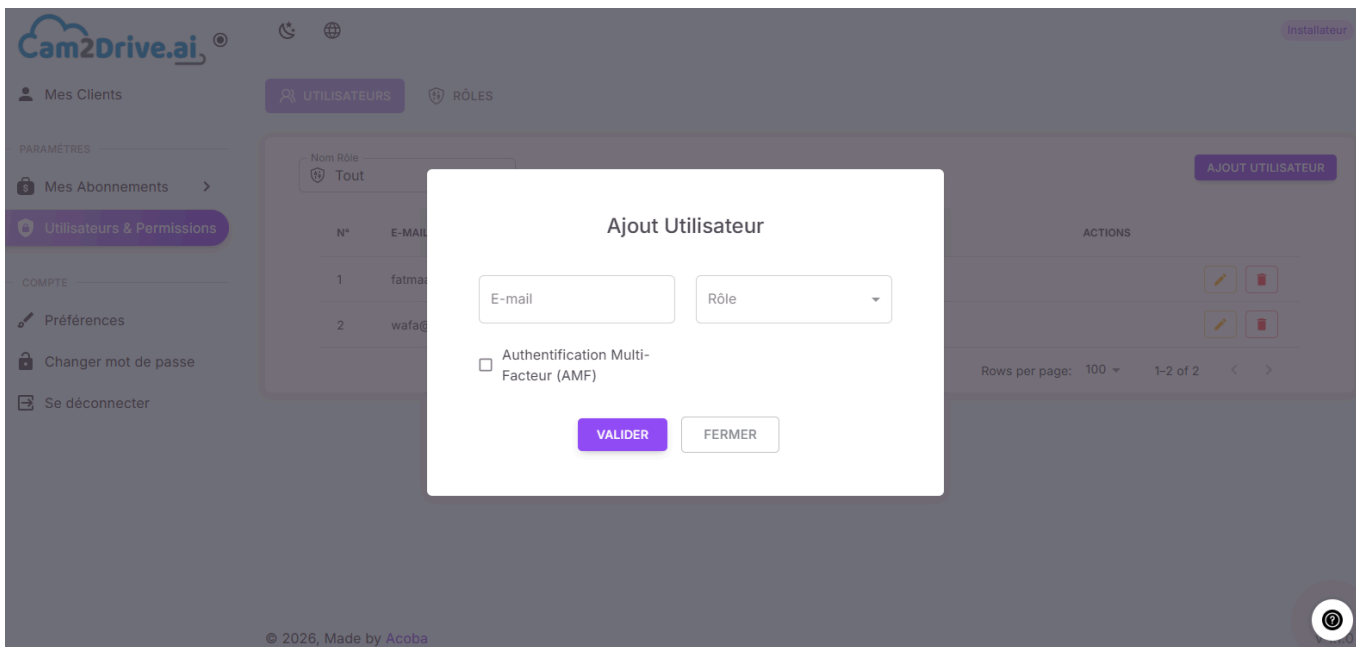 Cam2Drive.ai
Installateur
Mes Clients
UTILISATEURS
RÔLES
PARAMÈTRES
Nom Rôle
Tout
AJOUT UTILISATEUR
Mes Abonnements
Utilisateurs & Permissions
Ajout Utilisateur
N°
E-MAIL
ACTIONS
COMPTE
1
E-mail
Rôle
Préférences
2
wafa@
Authentification Multi-
Facteur (AMF)
Changer mot de passe
Rows per page: 100
1–2 of 2
Se déconnecter
VALIDER
FERMER
© 2026, Made by Acoba